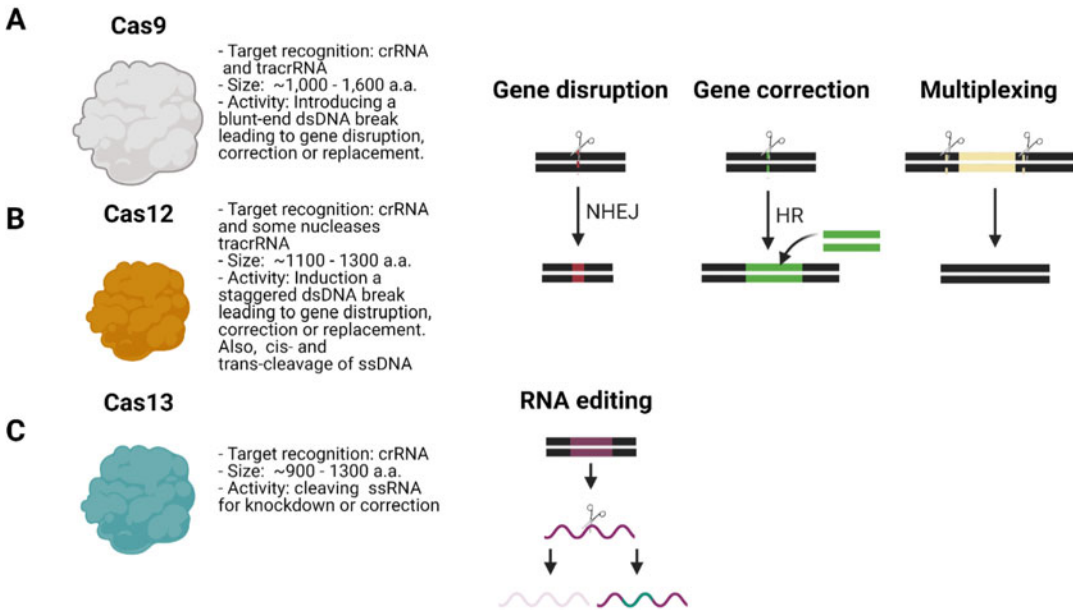 A
Cas9
- Target recognition: crRNA
and tracrRNA
- Size: ~1,000 - 1,600 a.a.
- Activity: Introducing a
blunt-end dsDNA break
leading to gene disruption,
correction or replacement.
Gene disruption
Gene correction
Multiplexing
NHEJ
HR
B
Cas12
- Target recognition: crRNA
and some nucleases
tracrRNA
- Size: ~1100 - 1300 a.a.
- Activity: Induction a
staggered dsDNA break
leading to gene distruption,
correction or replacement.
Also, cis- and
trans-cleavage of ssDNA
C
Cas13
- Target recognition: crRNA
- Size: ~900 - 1300 a.a.
- Activity: cleaving ssRNA
for knockdown or correction
RNA editing